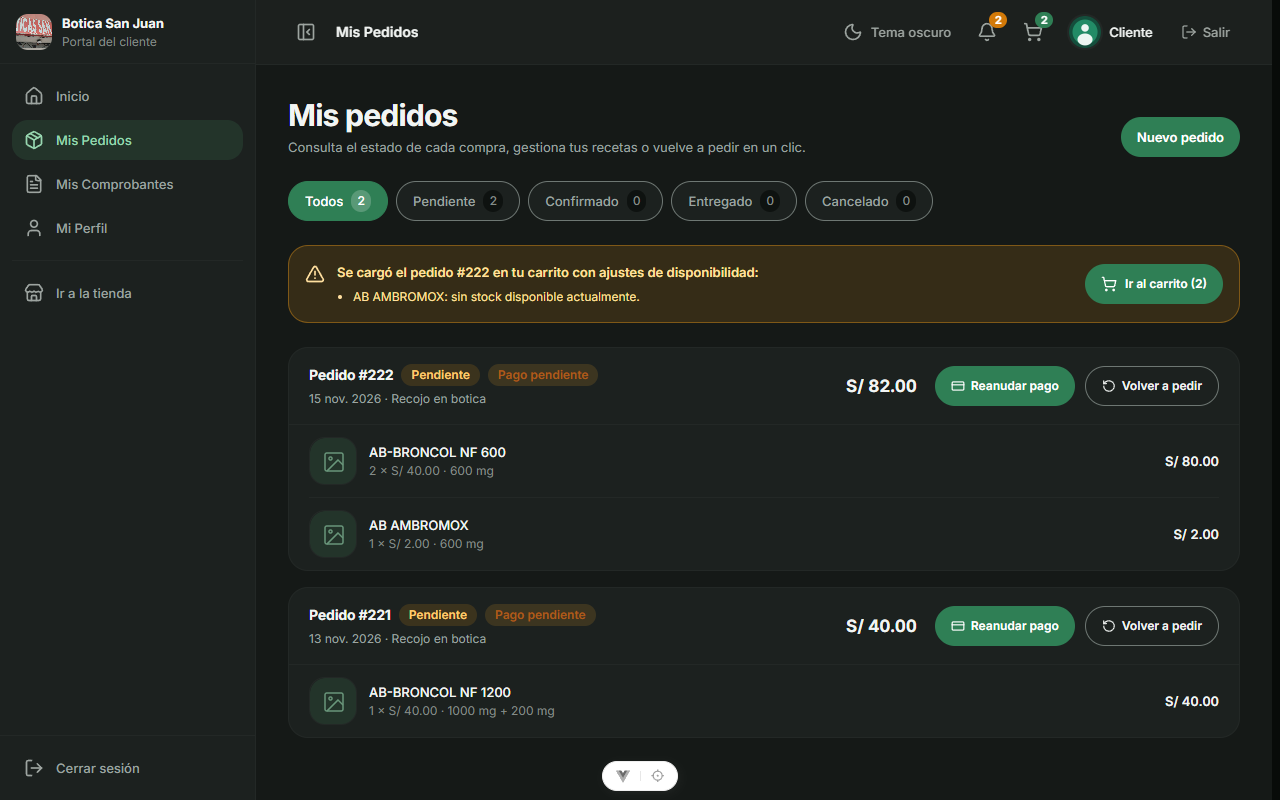 Botica San Juan
Portal del cliente
Inicio
Mis Pedidos
Mis Comprobantes
Mi Perfil
Ir a la tienda
Cerrar sesión
Mis Pedidos
Tema oscuro
2
2
Cliente
Salir
Mis pedidos
Consulta el estado de cada compra, gestiona tus recetas o vuelve a pedir en un clic.
Nuevo pedido
Todos 2
Pendiente 2
Confirmado 0
Entregado 0
Cancelado 0
Se cargó el pedido #222 en tu carrito con ajustes de disponibilidad:
• AB AMBROMOX: sin stock disponible actualmente.
Ir al carrito (2)
Pedido #222 Pendiente Pago pendiente
15 nov. 2026 · Recojo en botica
S/ 82.00
Reanudar pago
Volver a pedir
AB-BRONCOL NF 600
2 × S/ 40.00 · 600 mg
S/ 80.00
AB AMBROMOX
1 × S/ 2.00 · 600 mg
S/ 2.00
Pedido #221 Pendiente Pago pendiente
13 nov. 2026 · Recojo en botica
S/ 40.00
Reanudar pago
Volver a pedir
AB-BRONCOL NF 1200
1 × S/ 40.00 · 1000 mg + 200 mg
S/ 40.00